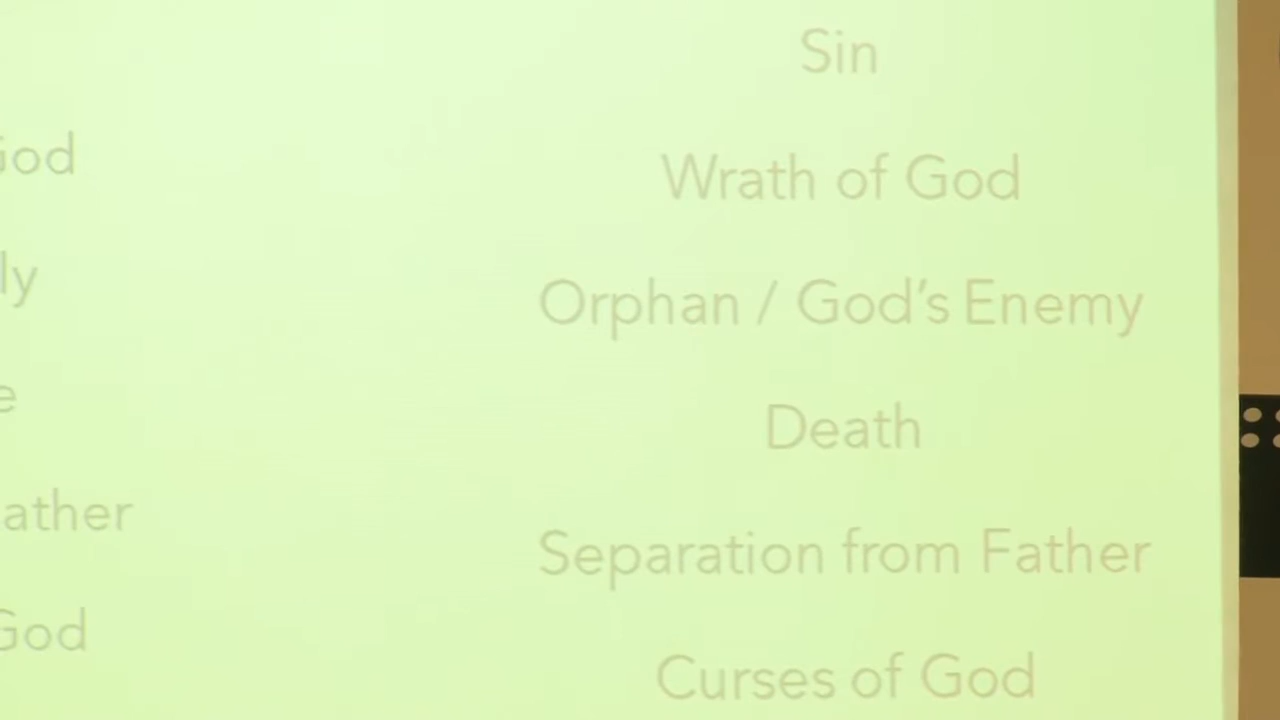 Sin
God
Wrath of God
ly
Orphan / God's Enemy
e
Death
ather
Separation from Father
God
Curses of God